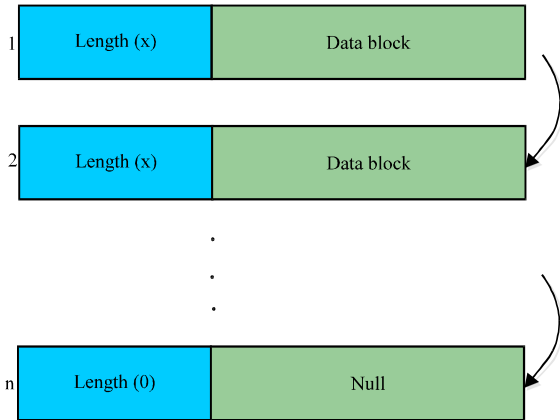 1 Length (x) Data block
2 Length (x) Data block
n Length (0) Null